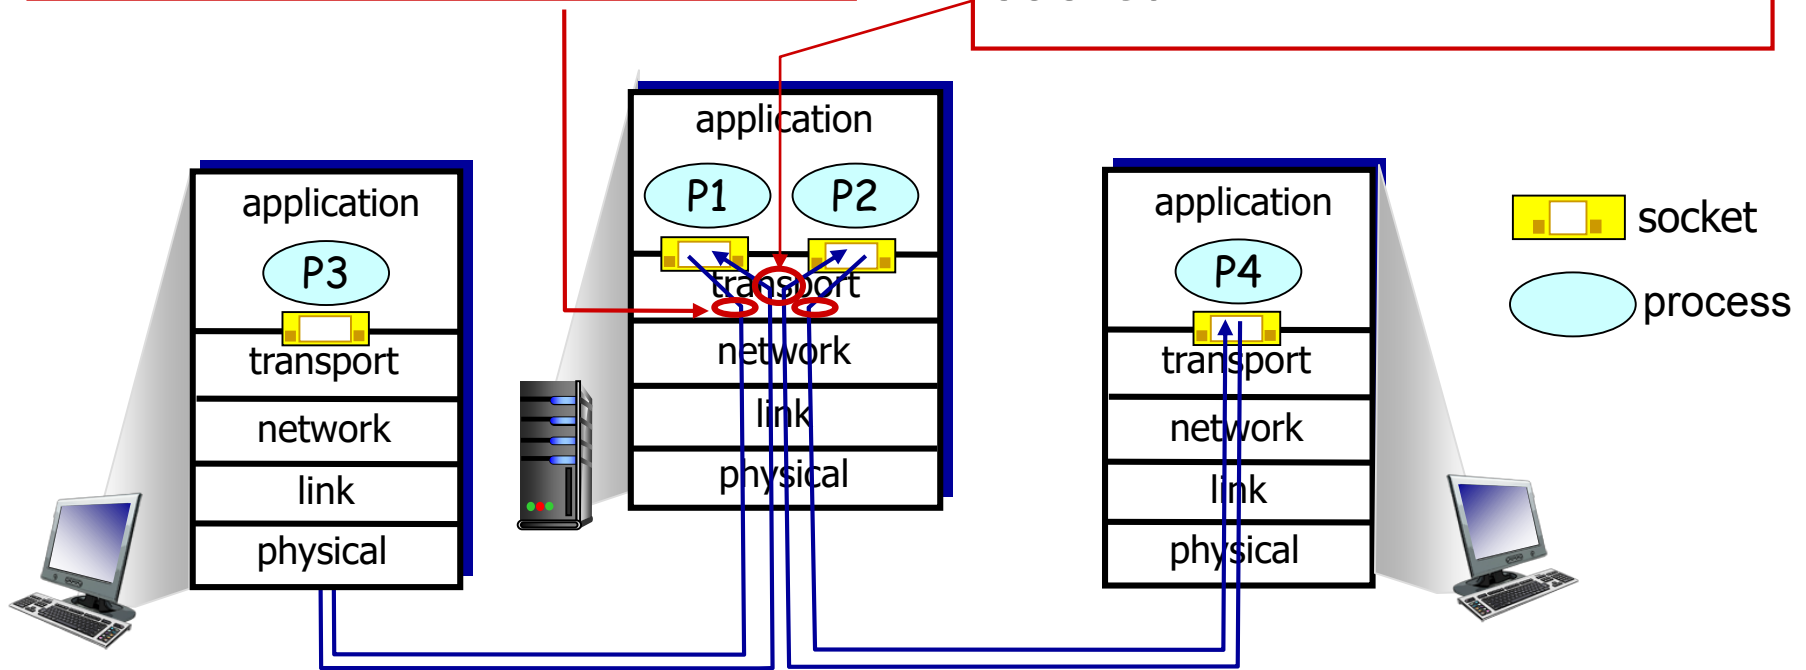 application
P1 P2
transport
network
link
physical
application
P3
transport
network
link
physical
application
P4
transport
network
link
physical
socket
process